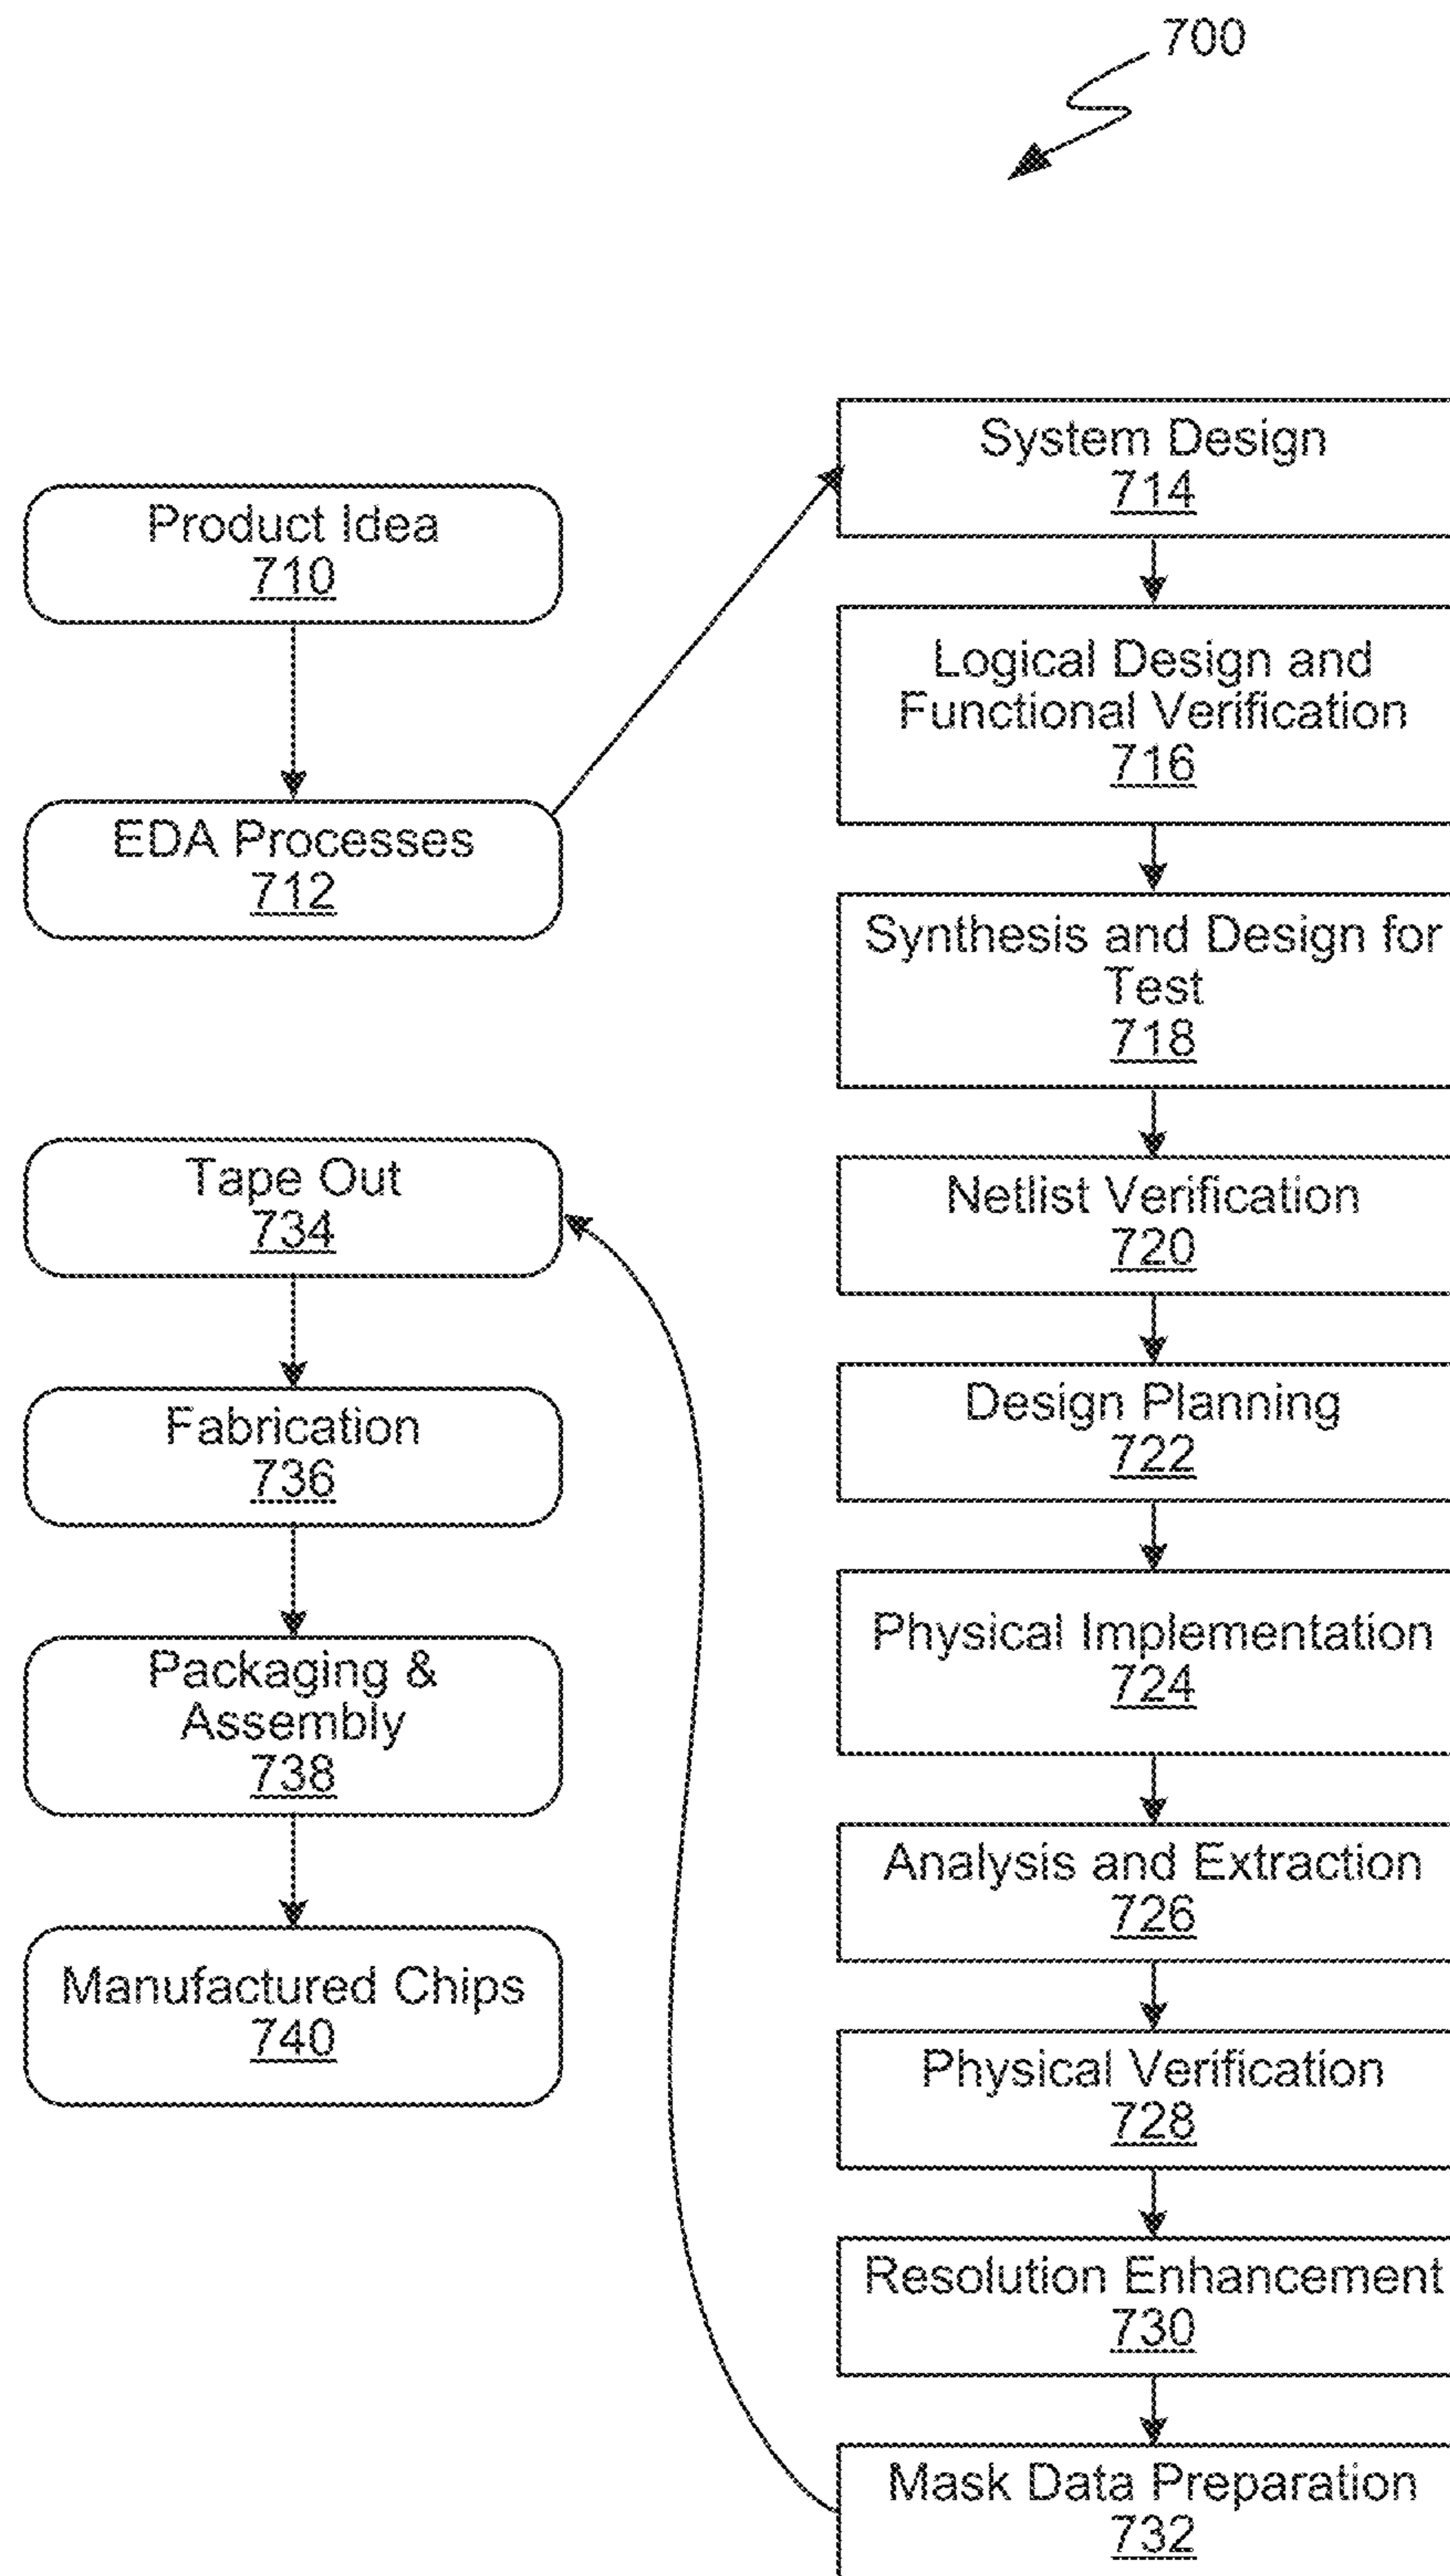 700
Product Idea
710
EDA Processes
712
System Design
714
Logical Design and
Functional Verification
716
Synthesis and Design for
Test
718
Netlist Verification
720
Design Planning
722
Physical Implementation
724
Analysis and Extraction
726
Physical Verification
728
Resolution Enhancement
730
Mask Data Preparation
732
Tape Out
734
Fabrication
736
Packaging &
Assembly
738
Manufactured Chips
740